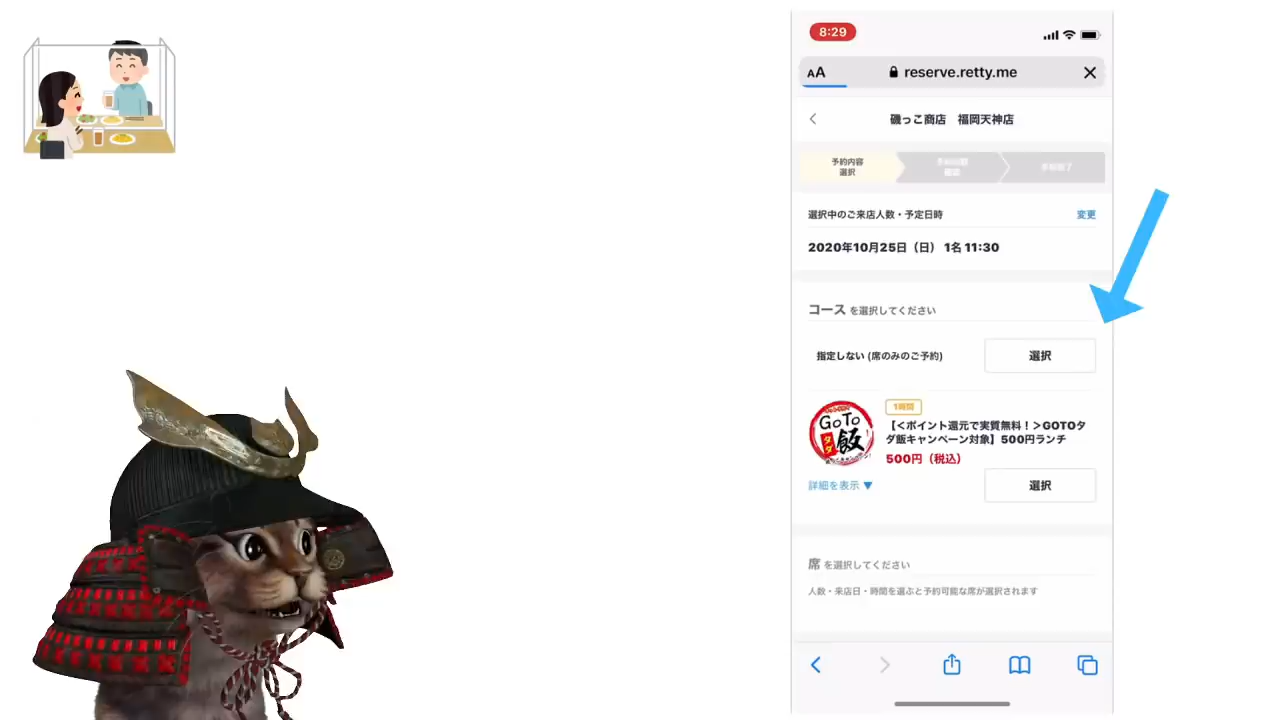 8:29
AA
reserve.retty.me
磯っこ商店 福岡天神店
予約内容
選択
選択中のご来店人数・予定日時
変更
2020年10月25日（日） 1名 11:30
コース を選択してください
指定しない (席のみのご予約)
選択
1時間
【<ポイント還元で実質無料！>GOTOタ
ダ飯キャンペーン対象】500円ランチ
500円（税込）
GoTo
タダ
飯
詳細を表示 ▼
選択
席 を選択してください
人数・来店日・時間を選ぶと予約可能な席が選択されます